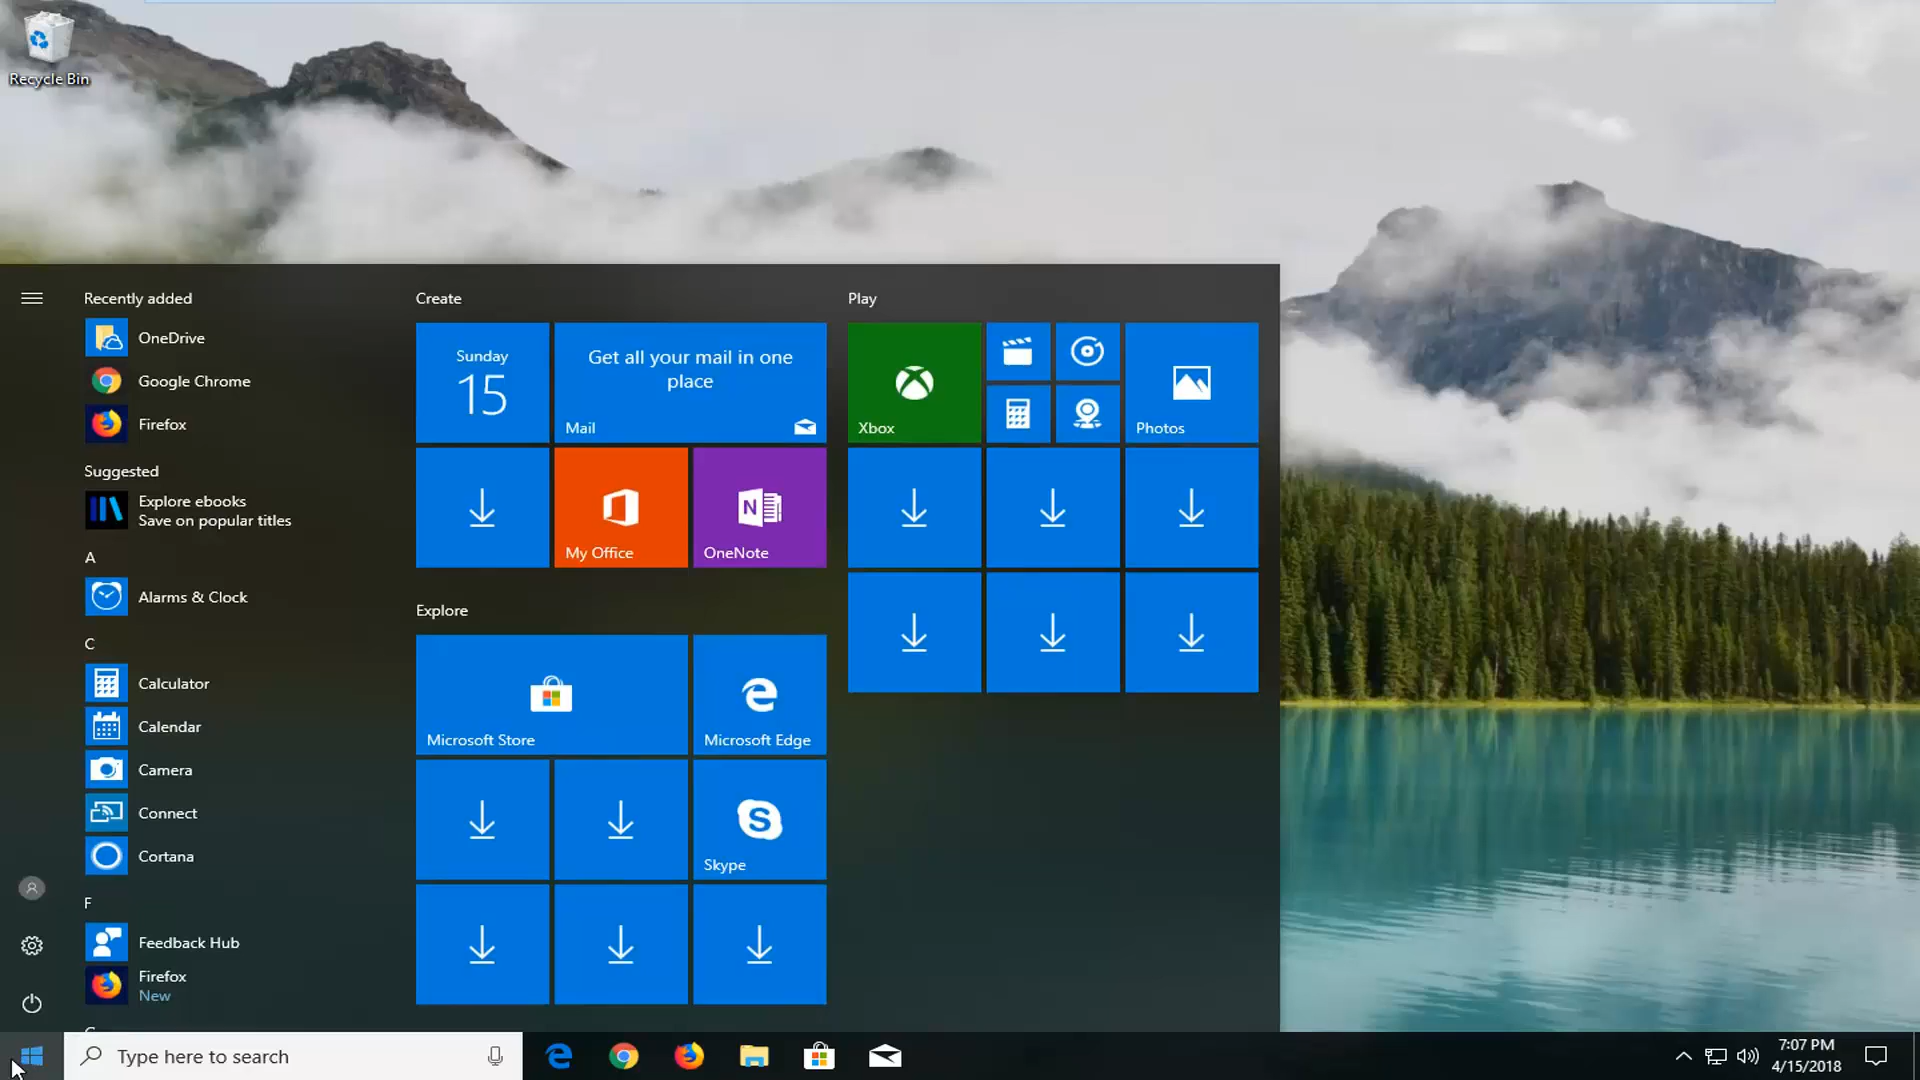 Recycle Bin
Recently added
OneDrive
Google Chrome
Firefox
Suggested
Explore ebooks
Save on popular titles
A
Alarms & Clock
C
Calculator
Calendar
Camera
Connect
Cortana
F
Feedback Hub
Firefox
New
Create
Sunday
15
Get all your mail in one
place
Mail
My Office
OneNote
Explore
Microsoft Store
Microsoft Edge
Skype
Play
Xbox
Photos
Type here to search
7:07 PM
4/15/2018